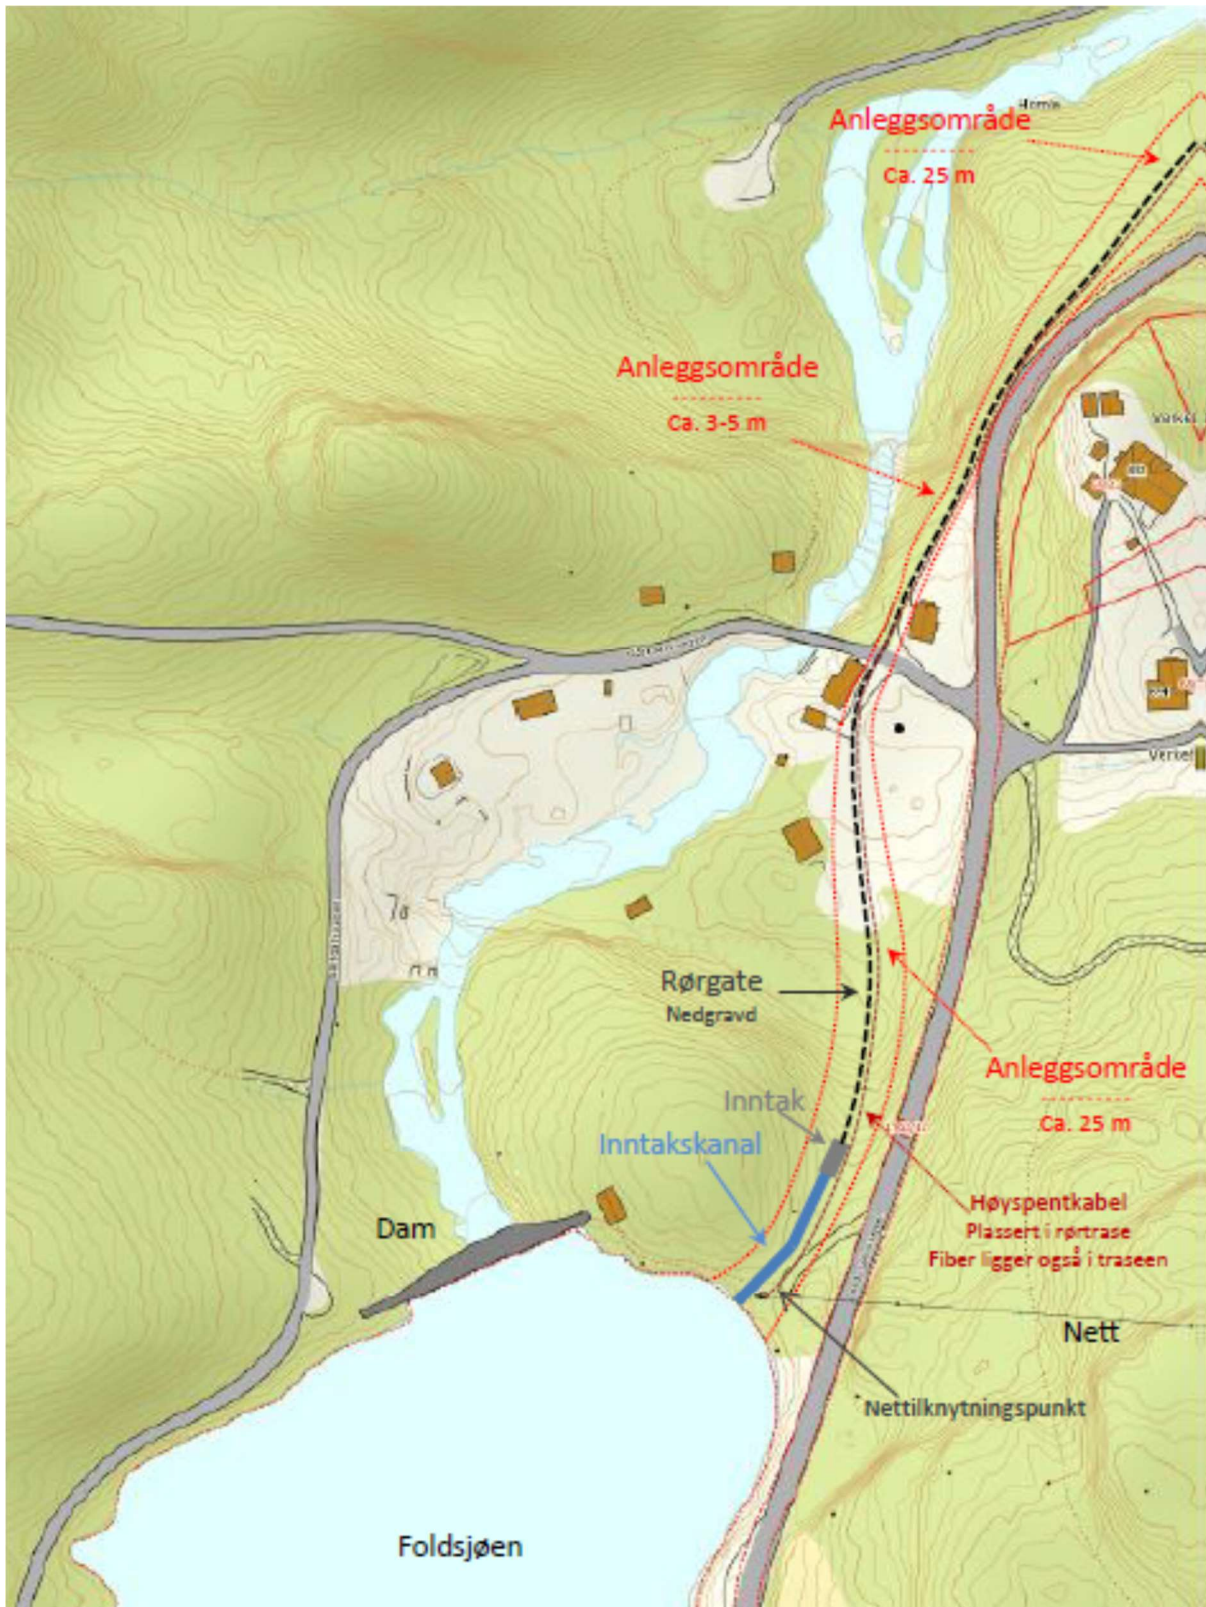 Homla
Anleggsområde
Ca. 25 m
Anleggsområde
Ca. 3-5 m
Rørgate
Nedgravd
Anleggsområde
Ca. 25 m
Inntak
Inntakskanal
Høyspentkabel
Plassert i rørtrase
Fiber ligger også i traseen
Dam
Nett
Nettilknytningspunkt
Foldsjøen